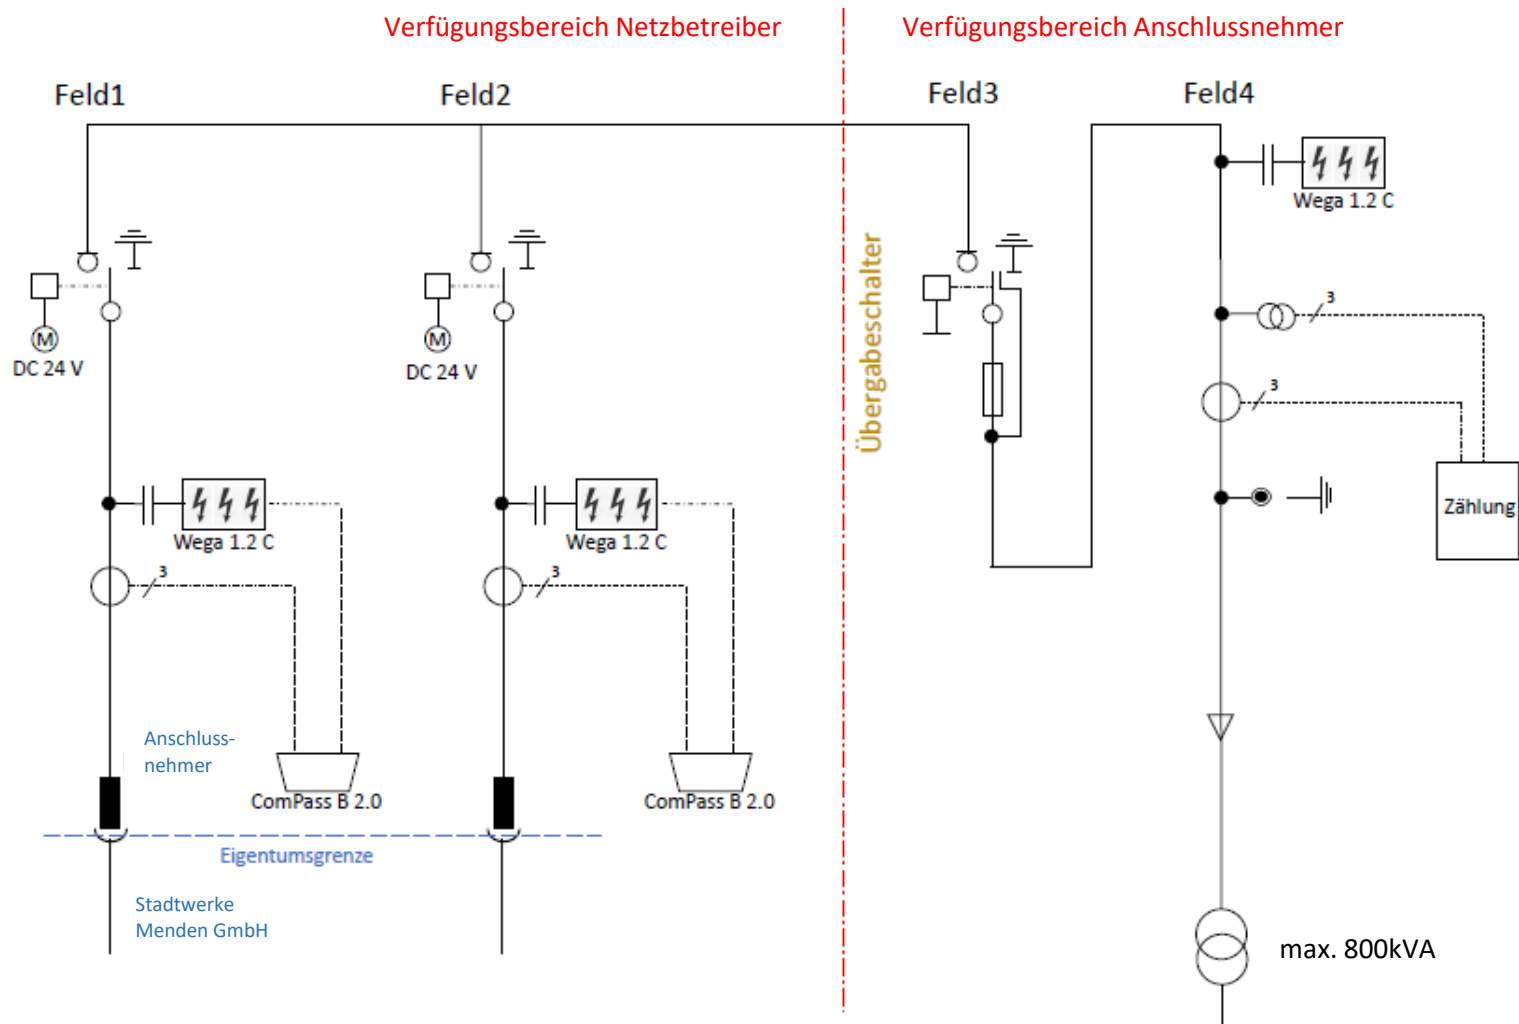 Verfügungsbereich Netzbetreiber
Verfügungsbereich Anschlussnehmer
Feld1
Feld2
Feld3
Feld4
Wega 1.2 C
Übergabeschalter
M
DC 24 V
M
DC 24 V
3
3
Zählung
Wega 1.2 C
3
Wega 1.2 C
3
Anschluss-
nehmer
ComPass B 2.0
ComPass B 2.0
Eigentumsgrenze
Stadtwerke
Menden GmbH
max. 800kVA